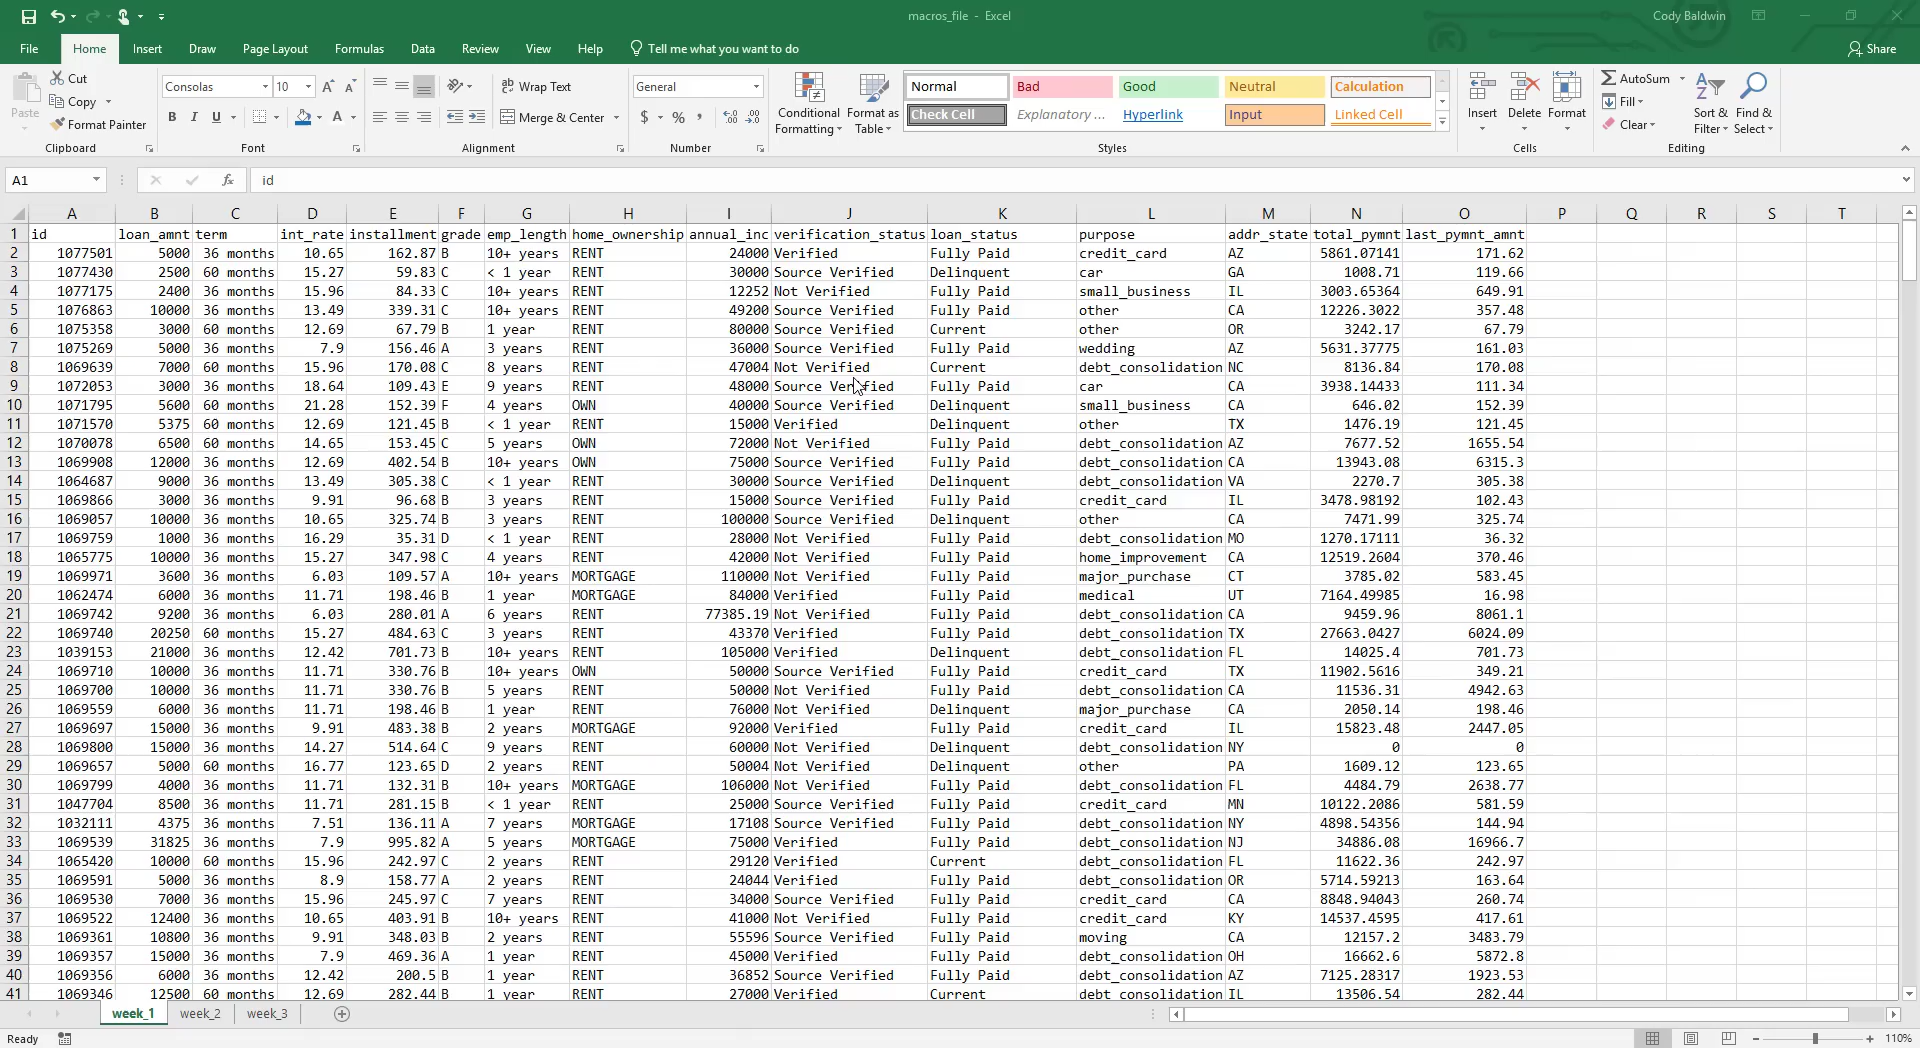 macros_file - Excel
Cody Baldwin
File Home Insert Draw Page Layout Formulas Data Review View Help Tell me what you want to do Share
Paste Cut Copy Format Painter Clipboard
Consolas 10 A A B I U A Font
Wrap Text Merge & Center Alignment
General $ % , Number
Conditional Formatting Format as Table
Normal Bad Good Neutral Calculation
Check Cell Explanatory ... Hyperlink Input Linked Cell
Styles
Insert Delete Format Cells
AutoSum Fill Clear Sort & Filter Find & Select Editing
A1 fx id
A B C D E F G H I J K L M N O P Q R S T
1 id loan_amnt term int_rate installment grade emp_length home_ownership annual_inc verification_status loan_status purpose addr_state total_pymnt last_pymnt_amnt
2 1077501 5000 36 months 10.65 162.87 B 10+ years RENT 24000 Verified Fully Paid credit_card AZ 5861.07141 171.62
3 1077430 2500 60 months 15.27 59.83 C < 1 year RENT 30000 Source Verified Delinquent car GA 1008.71 119.66
4 1077175 2400 36 months 15.96 84.33 C 10+ years RENT 12252 Not Verified Fully Paid small_business IL 3003.65364 649.91
5 1076863 10000 36 months 13.49 339.31 C 10+ years RENT 49200 Source Verified Fully Paid other CA 12226.3022 357.48
6 1075358 3000 60 months 12.69 67.79 B 1 year RENT 80000 Source Verified Current other OR 3242.17 67.79
7 1075269 5000 36 months 7.9 156.46 A 3 years RENT 36000 Source Verified Fully Paid wedding AZ 5631.37775 161.03
8 1069639 7000 60 months 15.96 170.08 C 8 years RENT 47004 Not Verified Current debt_consolidation NC 8136.84 170.08
9 1072053 3000 36 months 18.64 109.43 E 9 years RENT 48000 Source Verified Fully Paid car CA 3938.14433 111.34
10 1071795 5600 60 months 21.28 152.39 F 4 years OWN 40000 Source Verified Delinquent small_business CA 646.02 152.39
11 1071570 5375 60 months 12.69 121.45 B < 1 year RENT 15000 Verified Delinquent other TX 1476.19 121.45
12 1070078 6500 60 months 14.65 153.45 C 5 years OWN 72000 Not Verified Fully Paid debt_consolidation AZ 7677.52 1655.54
13 1069908 12000 36 months 12.69 402.54 B 10+ years OWN 75000 Source Verified Fully Paid debt_consolidation CA 13943.08 6315.3
14 1064687 9000 36 months 13.49 305.38 C < 1 year RENT 30000 Source Verified Delinquent debt_consolidation VA 2270.7 305.38
15 1069866 3000 36 months 9.91 96.68 B 3 years RENT 15000 Source Verified Fully Paid credit_card IL 3478.98192 102.43
16 1069057 10000 36 months 10.65 325.74 B 3 years RENT 100000 Source Verified Delinquent other CA 7471.99 325.74
17 1069759 1000 36 months 16.29 35.31 D < 1 year RENT 28000 Not Verified Fully Paid debt_consolidation MO 1270.17111 36.32
18 1065775 10000 36 months 15.27 347.98 C 4 years RENT 42000 Not Verified Fully Paid home_improvement CA 12519.2604 370.46
19 1069971 3600 36 months 6.03 109.57 A 10+ years MORTGAGE 110000 Not Verified Fully Paid major_purchase CT 3785.02 583.45
20 1062474 6000 36 months 11.71 198.46 B 1 year MORTGAGE 84000 Verified Fully Paid medical UT 7164.49985 16.98
21 1069742 9200 36 months 6.03 280.01 A 6 years RENT 77385.19 Not Verified Fully Paid debt_consolidation CA 9459.96 8061.1
22 1069740 20250 60 months 15.27 484.63 C 3 years RENT 43370 Verified Fully Paid debt_consolidation TX 27663.0427 6024.09
23 1039153 21000 36 months 12.42 701.73 B 10+ years RENT 105000 Verified Delinquent debt_consolidation FL 14025.4 701.73
24 1069710 10000 36 months 11.71 330.76 B 10+ years OWN 50000 Source Verified Fully Paid credit_card TX 11902.5616 349.21
25 1069700 10000 36 months 11.71 330.76 B 5 years RENT 50000 Not Verified Fully Paid debt_consolidation CA 11536.31 4942.63
26 1069559 6000 36 months 11.71 198.46 B 1 year RENT 76000 Not Verified Delinquent major_purchase CA 2050.14 198.46
27 1069697 15000 36 months 9.91 483.38 B 2 years MORTGAGE 92000 Verified Fully Paid credit_card IL 15823.48 2447.05
28 1069800 15000 36 months 14.27 514.64 C 9 years RENT 60000 Not Verified Delinquent debt_consolidation NY 0 0
29 1069657 5000 60 months 16.77 123.65 D 2 years RENT 50004 Not Verified Delinquent other PA 1609.12 123.65
30 1069799 4000 36 months 11.71 132.31 B 10+ years MORTGAGE 106000 Not Verified Fully Paid debt_consolidation FL 4484.79 2638.77
31 1047704 8500 36 months 11.71 281.15 B < 1 year RENT 25000 Source Verified Fully Paid credit_card MN 10122.2086 581.59
32 1032111 4375 36 months 7.51 136.11 A 7 years MORTGAGE 17108 Source Verified Fully Paid debt_consolidation NY 4898.54356 144.94
33 1069539 31825 36 months 7.9 995.82 A 5 years MORTGAGE 75000 Verified Fully Paid debt_consolidation NJ 34886.08 16966.7
34 1065420 10000 60 months 15.96 242.97 C 2 years RENT 29120 Verified Current debt_consolidation FL 11622.36 242.97
35 1069591 5000 36 months 8.9 158.77 A 2 years RENT 24044 Verified Fully Paid debt_consolidation OR 5714.59213 163.64
36 1069530 7000 36 months 15.96 245.97 C 7 years RENT 34000 Source Verified Fully Paid credit_card CA 8848.94043 260.74
37 1069522 12400 36 months 10.65 403.91 B 10+ years RENT 41000 Not Verified Fully Paid credit_card KY 14537.4595 417.61
38 1069361 10800 36 months 9.91 348.03 B 2 years RENT 55596 Source Verified Fully Paid moving CA 12157.2 3483.79
39 1069357 15000 36 months 7.9 469.36 A 1 year RENT 45000 Verified Fully Paid debt_consolidation OH 16662.6 5872.8
40 1069356 6000 36 months 12.42 200.5 B 1 year RENT 36852 Source Verified Fully Paid debt_consolidation AZ 7125.28317 1923.53
41 1069346 12500 60 months 12.69 282.44 B 1 year RENT 27000 Verified Current debt_consolidation IL 13506.54 282.44
week_1 week_2 week_3
Ready 110%